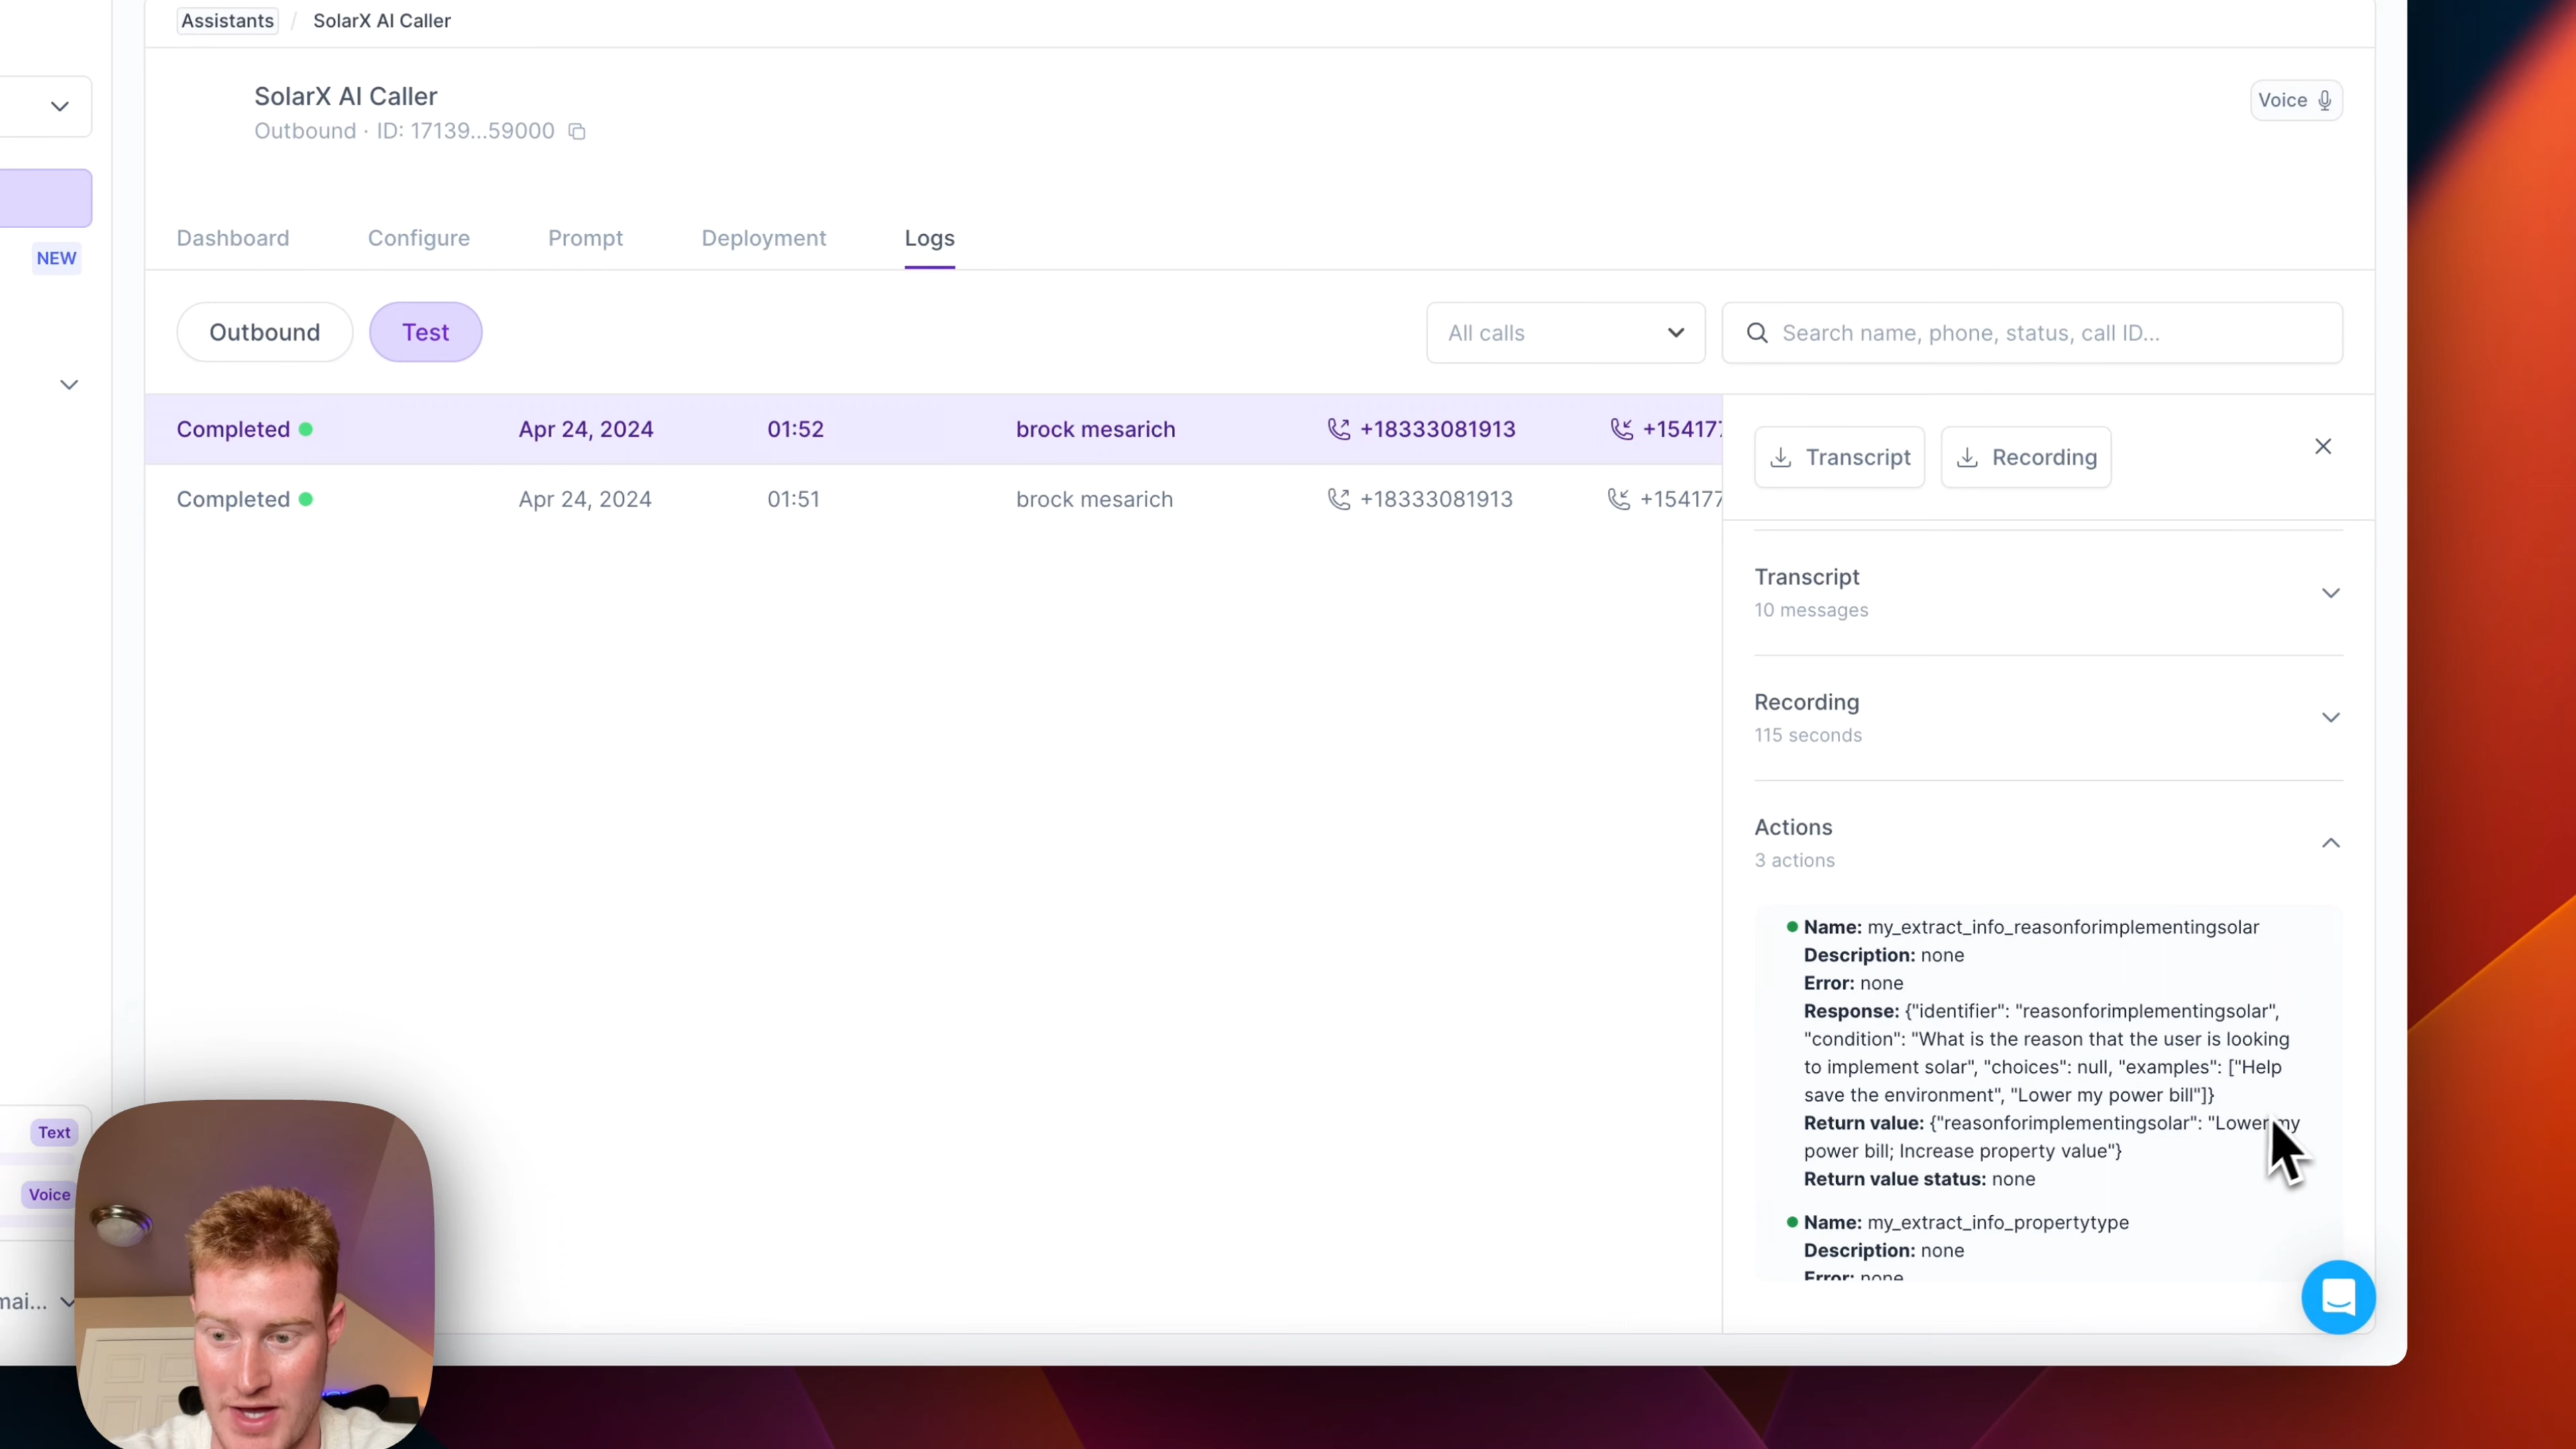 Assistants / SolarX AI Caller
SolarX AI Caller
Outbound · ID: 17139...59000
Voice
Dashboard Configure Prompt Deployment Logs
NEW
Outbound Test All calls Search name, phone, status, call ID...
Completed Apr 24, 2024 01:52 brock mesarich +18333081913 +15417
Completed Apr 24, 2024 01:51 brock mesarich +18333081913 +154177
Transcript Recording
Transcript
10 messages
Recording
115 seconds
Actions
3 actions
Name: my_extract_info_reasonforimplementingsolar
Description: none
Error: none
Response: {"identifier": "reasonforimplementingsolar",
"condition": "What is the reason that the user is looking
to implement solar", "choices": null, "examples": ["Help
save the environment", "Lower my power bill"]}
Return value: {"reasonforimplementingsolar": "Lower my
power bill; Increase property value"}
Return value status: none
Name: my_extract_info_propertytype
Description: none
Error: none
Text
Voice
mai...